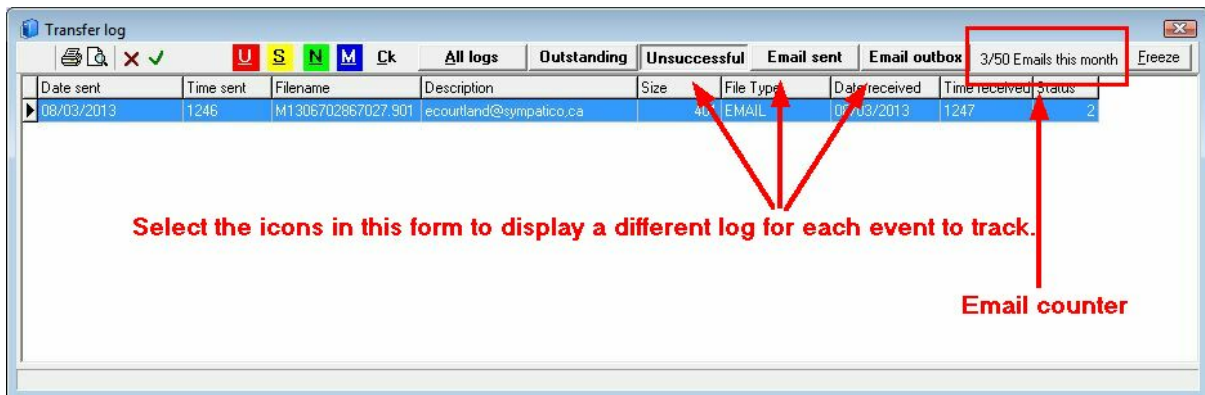 Transfer log
U S N M Ck All logs Outstanding Unsuccessful Email sent Email outbox 3/50 Emails this month Freeze
Date sent Time sent Filename Description Size File Type Date received Time received Status
08/03/2013 1246 M1306702867027.901 ecourtland@sympatico.ca EMAIL 08/03/2013 1247 2
Select the icons in this form to display a different log for each event to track.
Email counter